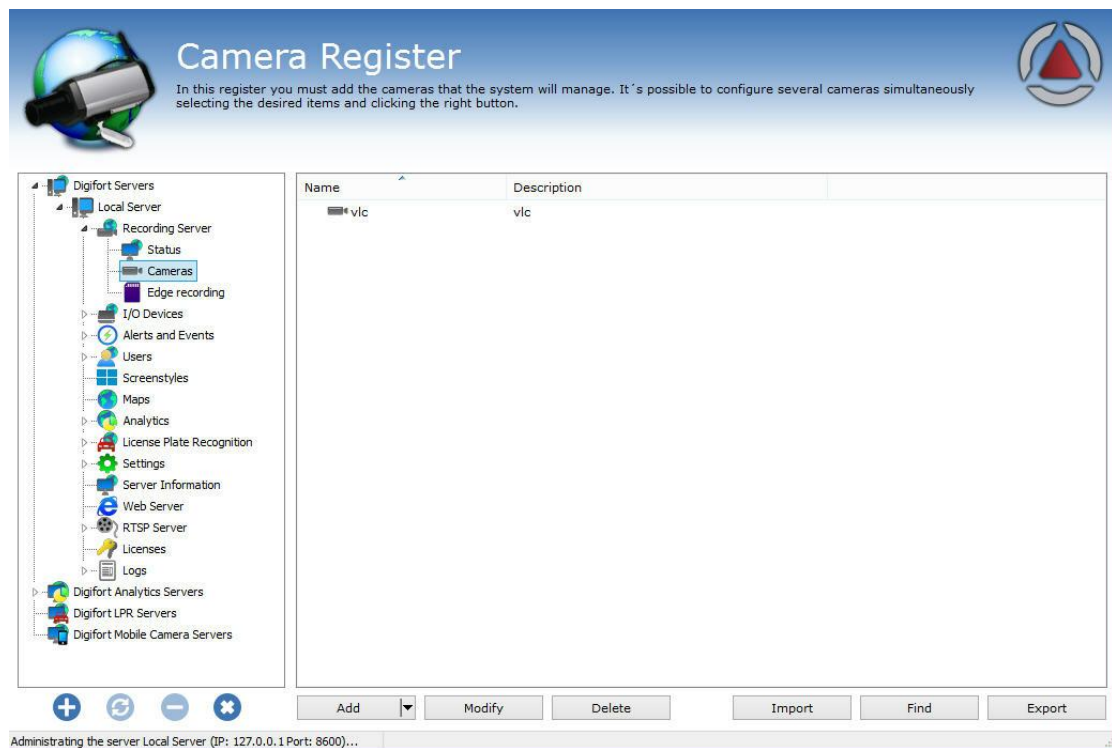 Camera Register
In this register you must add the cameras that the system will manage. It´s possible to configure several cameras simultaneously
selecting the desired items and clicking the right button.
Digifort Servers
Local Server
Recording Server
Status
Cameras
Edge recording
I/O Devices
Alerts and Events
Users
Screenstyles
Maps
Analytics
License Plate Recognition
Settings
Server Information
Web Server
RTSP Server
Licenses
Logs
Digifort Analytics Servers
Digifort LPR Servers
Digifort Mobile Camera Servers
Name Description
vlc vlc
Add Modify Delete Import Find Export
Administrating the server Local Server (IP: 127.0.0.1 Port: 8600)...